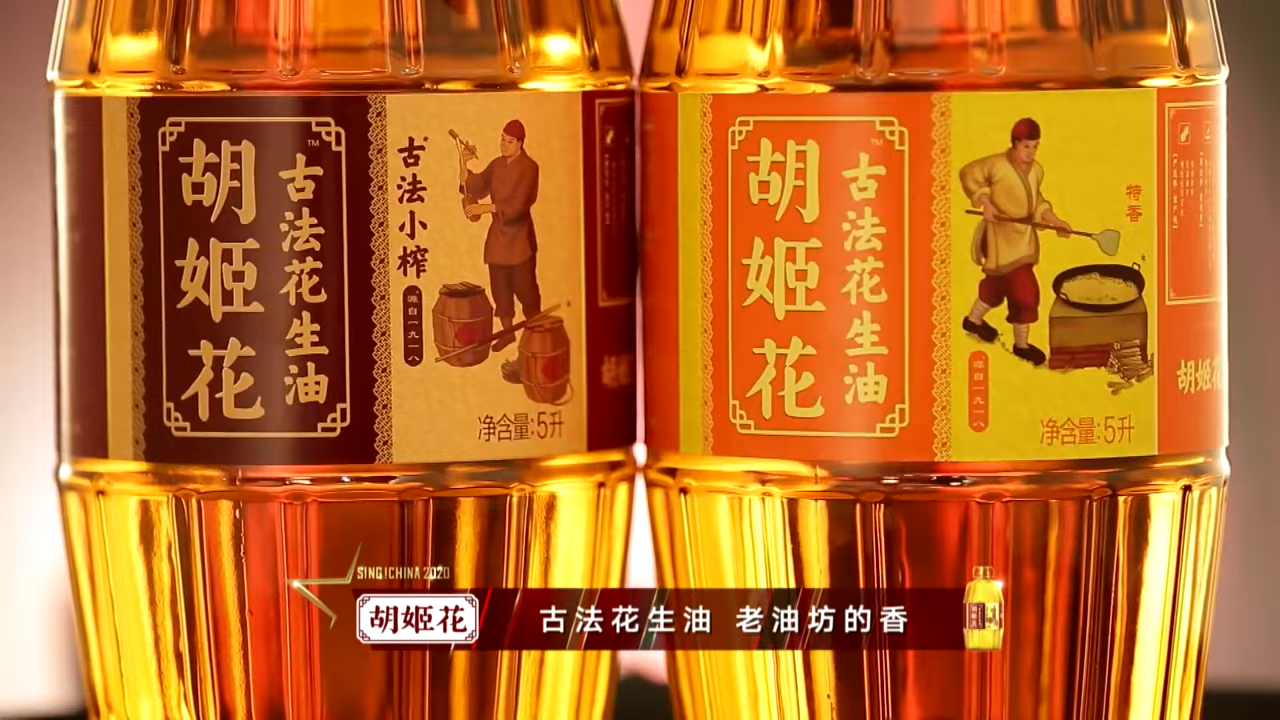 胡姬花
古法花生油
TM
古法小榨
源自一九一八
净含量:5升
胡姬花
古法花生油
TM
特香
源自一九一八
净含量:5升
胡姬花
SING!CHINA 2020
胡姬花
古法花生油 老油坊的香